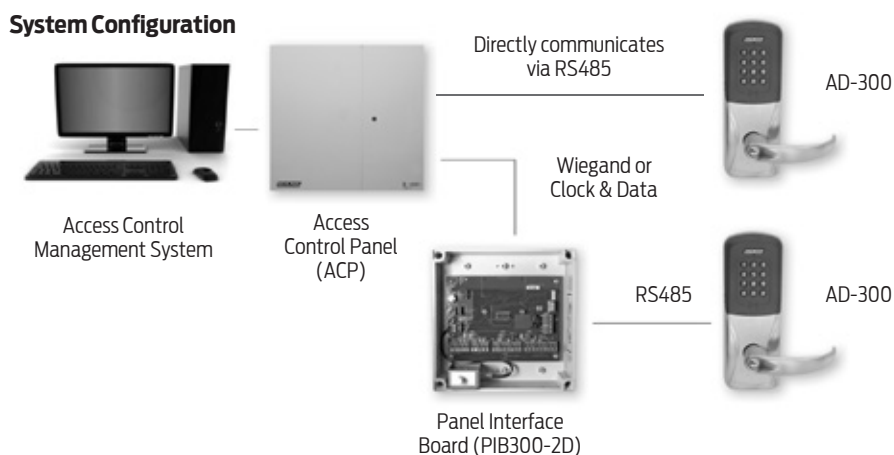 System Configuration
Directly communicates
via RS485
AD-300
Wiegand or
Clock & Data
Access Control
Management System
Access
Control Panel
(ACP)
RS485
AD-300
Panel Interface
Board (PIB300-2D)